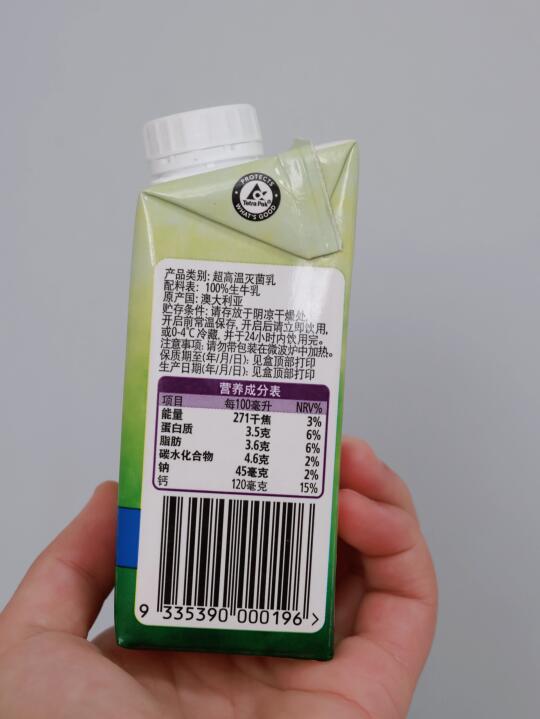 PROTECTS
Tetra Pak®
WHAT'S GOOD
产品类别: 超高温灭菌乳
配料表: 100%生牛乳
原产国: 澳大利亚
贮存条件: 请存放于阴凉干燥处,
开启前常温保存, 开启后请立即饮用,
或0-4℃冷藏, 并于24小时内饮用完。
注意事项: 请勿带包装在微波炉中加热。
保质期至(年/月/日): 见盒顶部打印
生产日期(年/月/日): 见盒顶部打印
营养成分表
项目 每100毫升 NRV%
能量 271千焦 3%
蛋白质 3.5克 6%
脂肪 3.6克 6%
碳水化合物 4.6克 2%
钠 45毫克 2%
钙 120毫克 15%
9 335390 000196 >